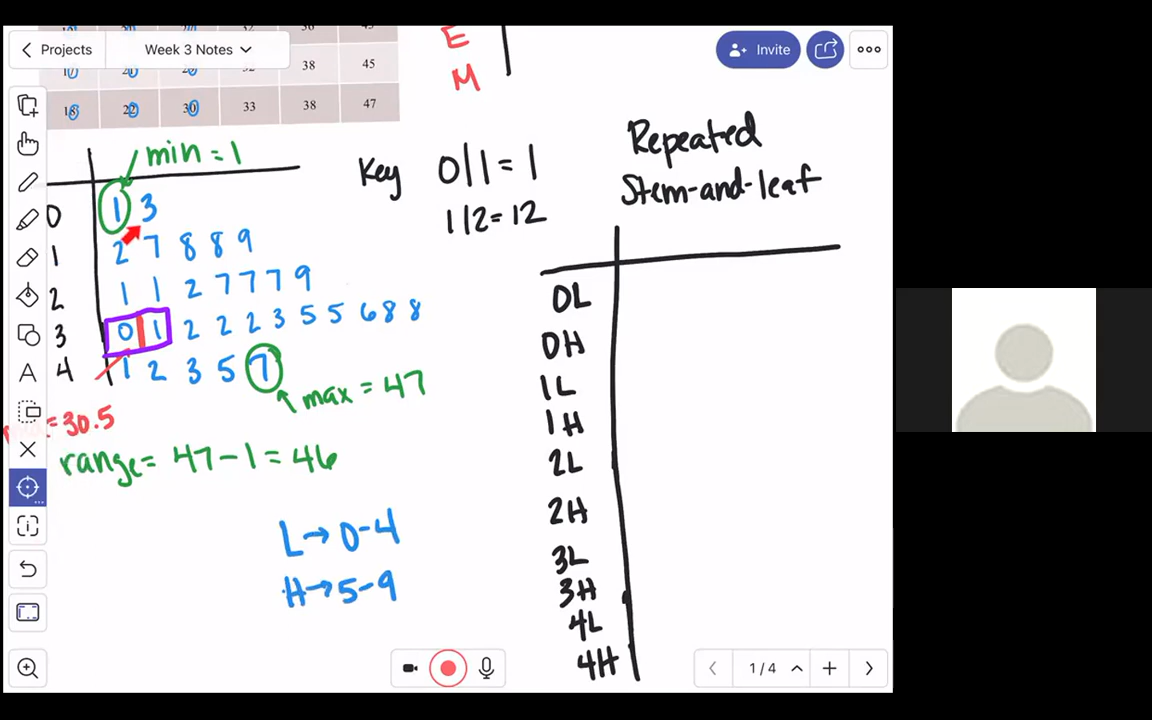 Projects
Week 3 Notes
Invite
E
M
17 20 38 45
18 22 30 33 38 47
min = 1
Key 0|1 = 1
1|2 = 12
Repeated
Stem-and-leaf
0 1 3
1 2 7 8 8 9
2 1 1 2 7 7 7 9
3 0 1 2 2 2 3 5 5 6 8 8
4 1 2 3 5 7
max = 47
= 30.5
range = 47 - 1 = 46
L → 0-4
H → 5-9
0L
0H
1L
1H
2L
2H
3L
3H
4L
4H
1/4